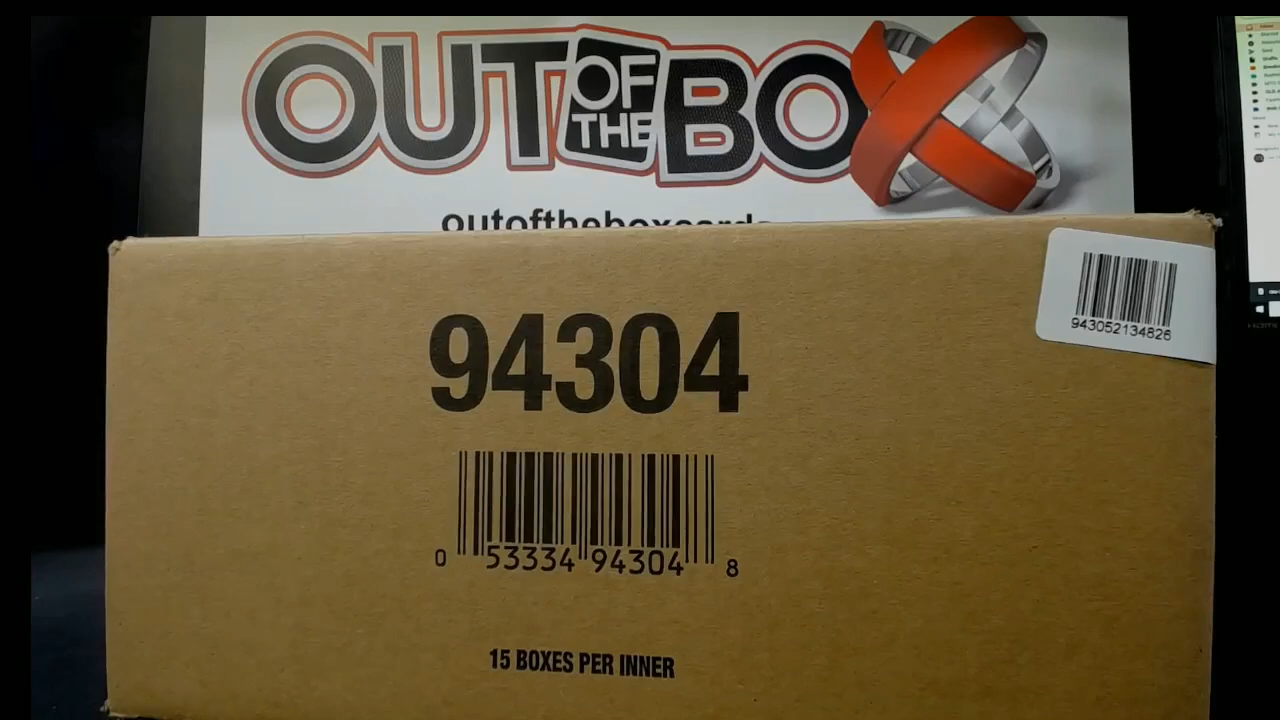 OUT OF THE BOX
outoftheboxcards
94304
943052134826
0 53334 94304 8
15 BOXES PER INNER